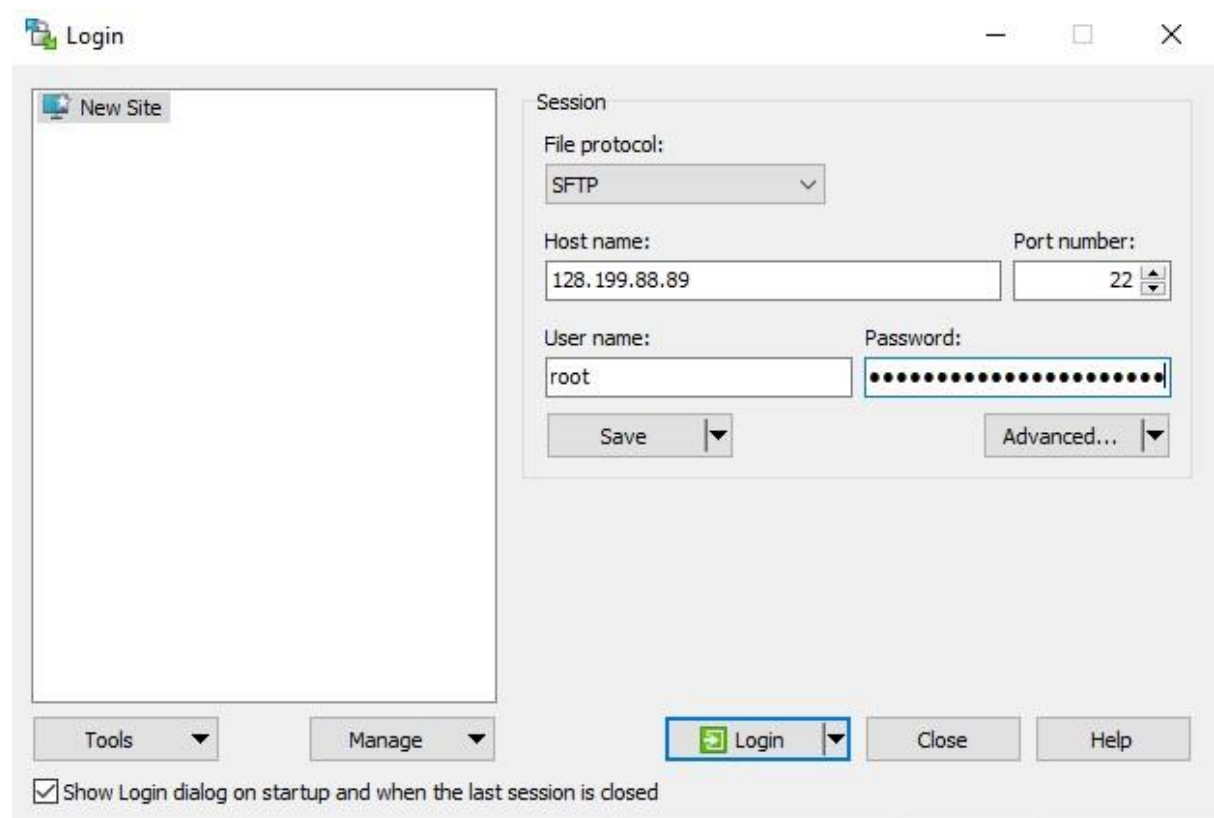 Login
New Site
Session
File protocol:
SFTP
Host name:
Port number:
128.199.88.89
22
User name:
Password:
root
Save
Advanced...
Tools
Manage
Login
Close
Help
Show Login dialog on startup and when the last session is closed